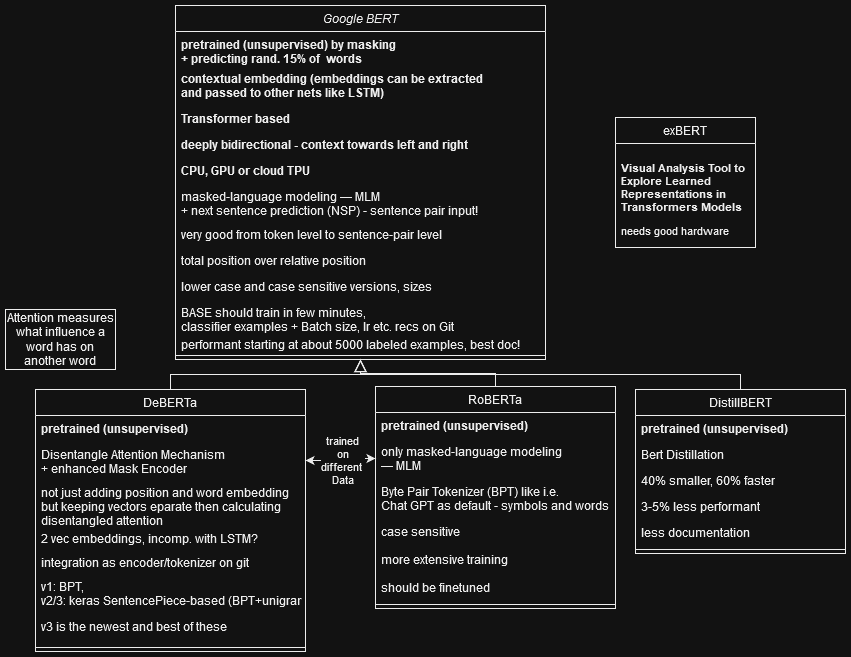 Google BERT
pretrained (unsupervised) by masking
+ predicting rand. 15% of words
contextual embedding (embeddings can be extracted
and passed to other nets like LSTM)
Transformer based
deeply bidirectional - context towards left and right
CPU, GPU or cloud TPU
masked-language modeling — MLM
+ next sentence prediction (NSP) - sentence pair input!
very good from token level to sentence-pair level
total position over relative position
lower case and case sensitive versions, sizes
BASE should train in few minutes,
classifier examples + Batch size, lr etc. recs on Git
performant starting at about 5000 labeled examples, best doc!
exBERT
Visual Analysis Tool to
Explore Learned
Representations in
Transformers Models
needs good hardware
Attention measures
what influence a
word has on
another word
DeBERTa
pretrained (unsupervised)
Disentangle Attention Mechanism
+ enhanced Mask Encoder
not just adding position and word embedding
but keeping vectors eparate then calculating
disentangled attention
2 vec embeddings, incomp. with LSTM?
integration as encoder/tokenizer on git
v1: BPT,
v2/3: keras SentencePiece-based (BPT+unigrar
v3 is the newest and best of these
trained
on
different
Data
RoBERTa
pretrained (unsupervised)
only masked-language modeling
— MLM
Byte Pair Tokenizer (BPT) like i.e.
Chat GPT as default - symbols and words
case sensitive
more extensive training
should be finetuned
DistillBERT
pretrained (unsupervised)
Bert Distillation
40% smaller, 60% faster
3-5% less performant
less documentation